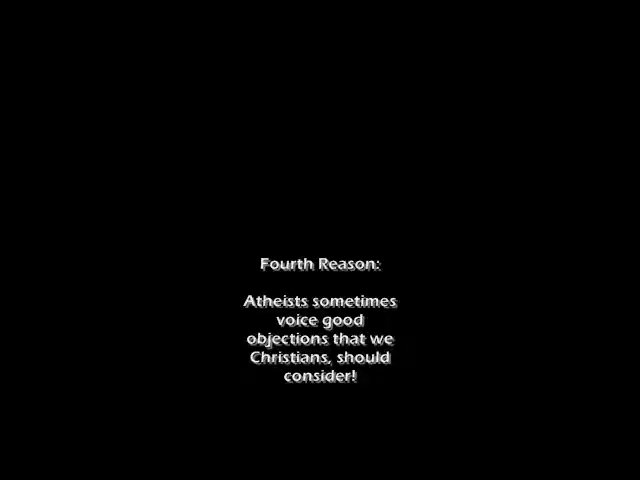 Fourth Reason:
Atheists sometimes
voice good
objections that we
Christians, should
consider!